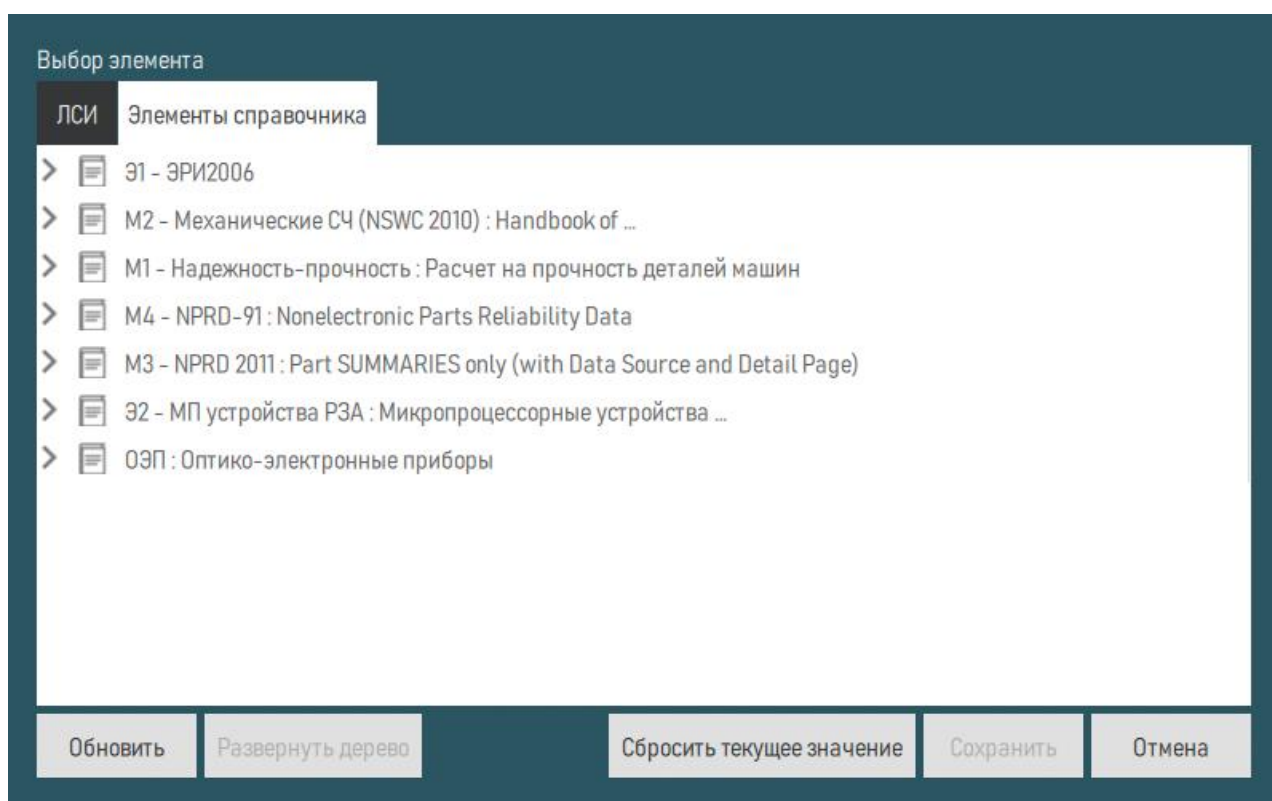 Выбор элемента
ЛСИ Элементы справочника
Э1 - ЭРИ2006
М2 - Механические СЧ (NSWC 2010) : Handbook of ...
М1 - Надежность-прочность : Расчет на прочность деталей машин
М4 - NPRD-91 : Nonelectronic Parts Reliability Data
М3 - NPRD 2011 : Part SUMMARIES only (with Data Source and Detail Page)
Э2 - МП устройства РЗА : Микропроцессорные устройства ...
ОЭП : Оптико-электронные приборы
Обновить Развернуть дерево Сбросить текущее значение Сохранить Отмена